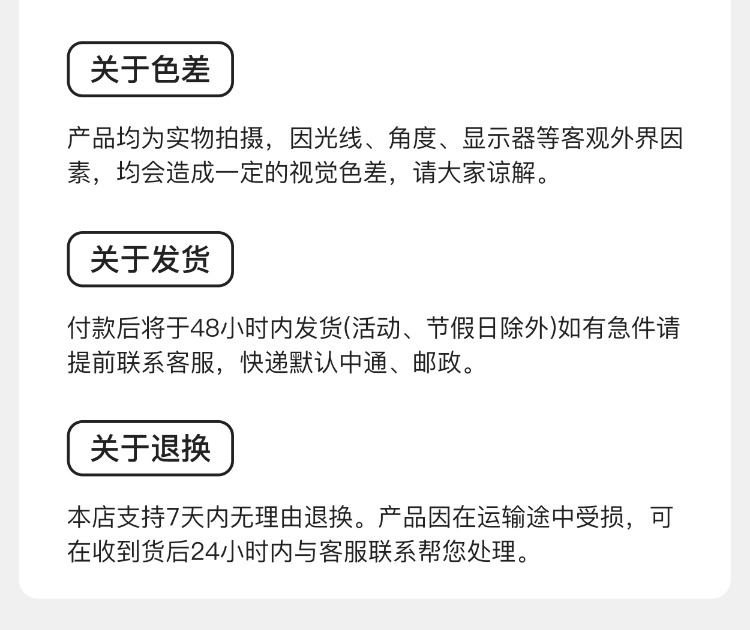 关于色差
产品均为实物拍摄，因光线、角度、显示器等客观外界因
素，均会造成一定的视觉色差，请大家谅解。
关于发货
付款后将于48小时内发货(活动、节假日除外)如有急件请
提前联系客服，快递默认中通、邮政。
关于退换
本店支持7天内无理由退换。产品因在运输途中受损，可
在收到货后24小时内与客服联系帮您处理。